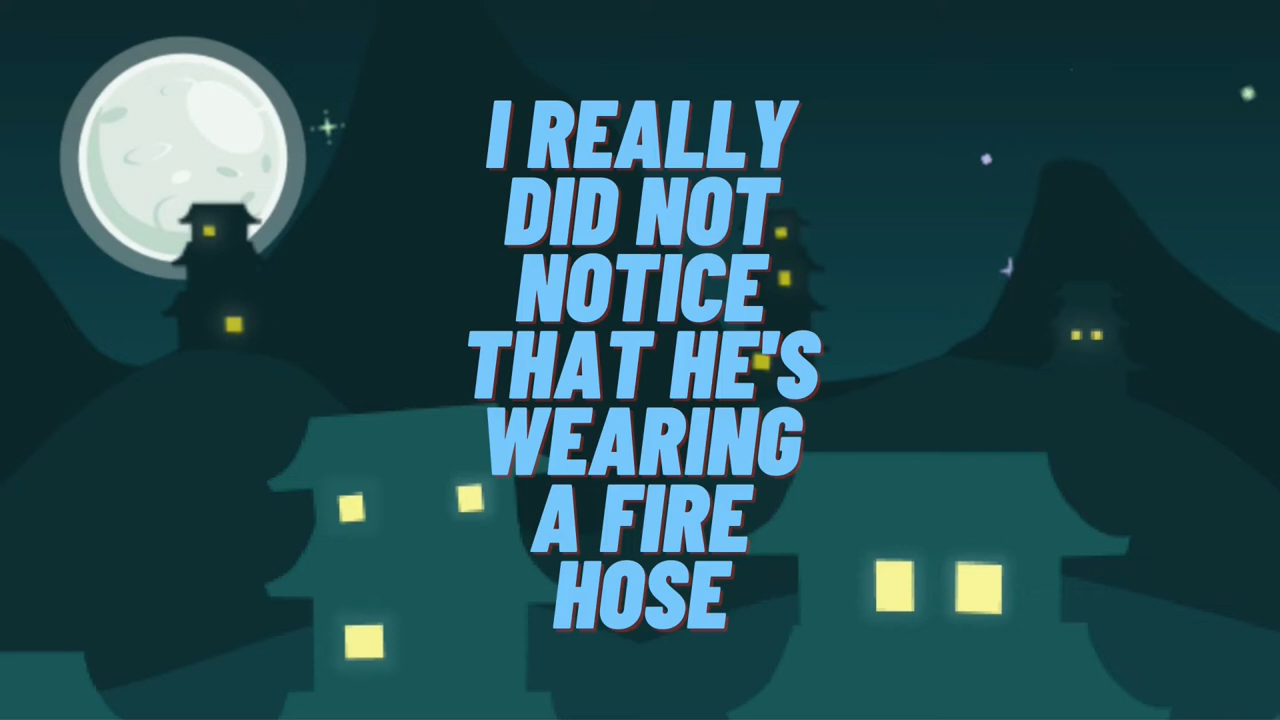 I REALLY
DID NOT
NOTICE
THAT HE'S
WEARING
A FIRE
HOSE